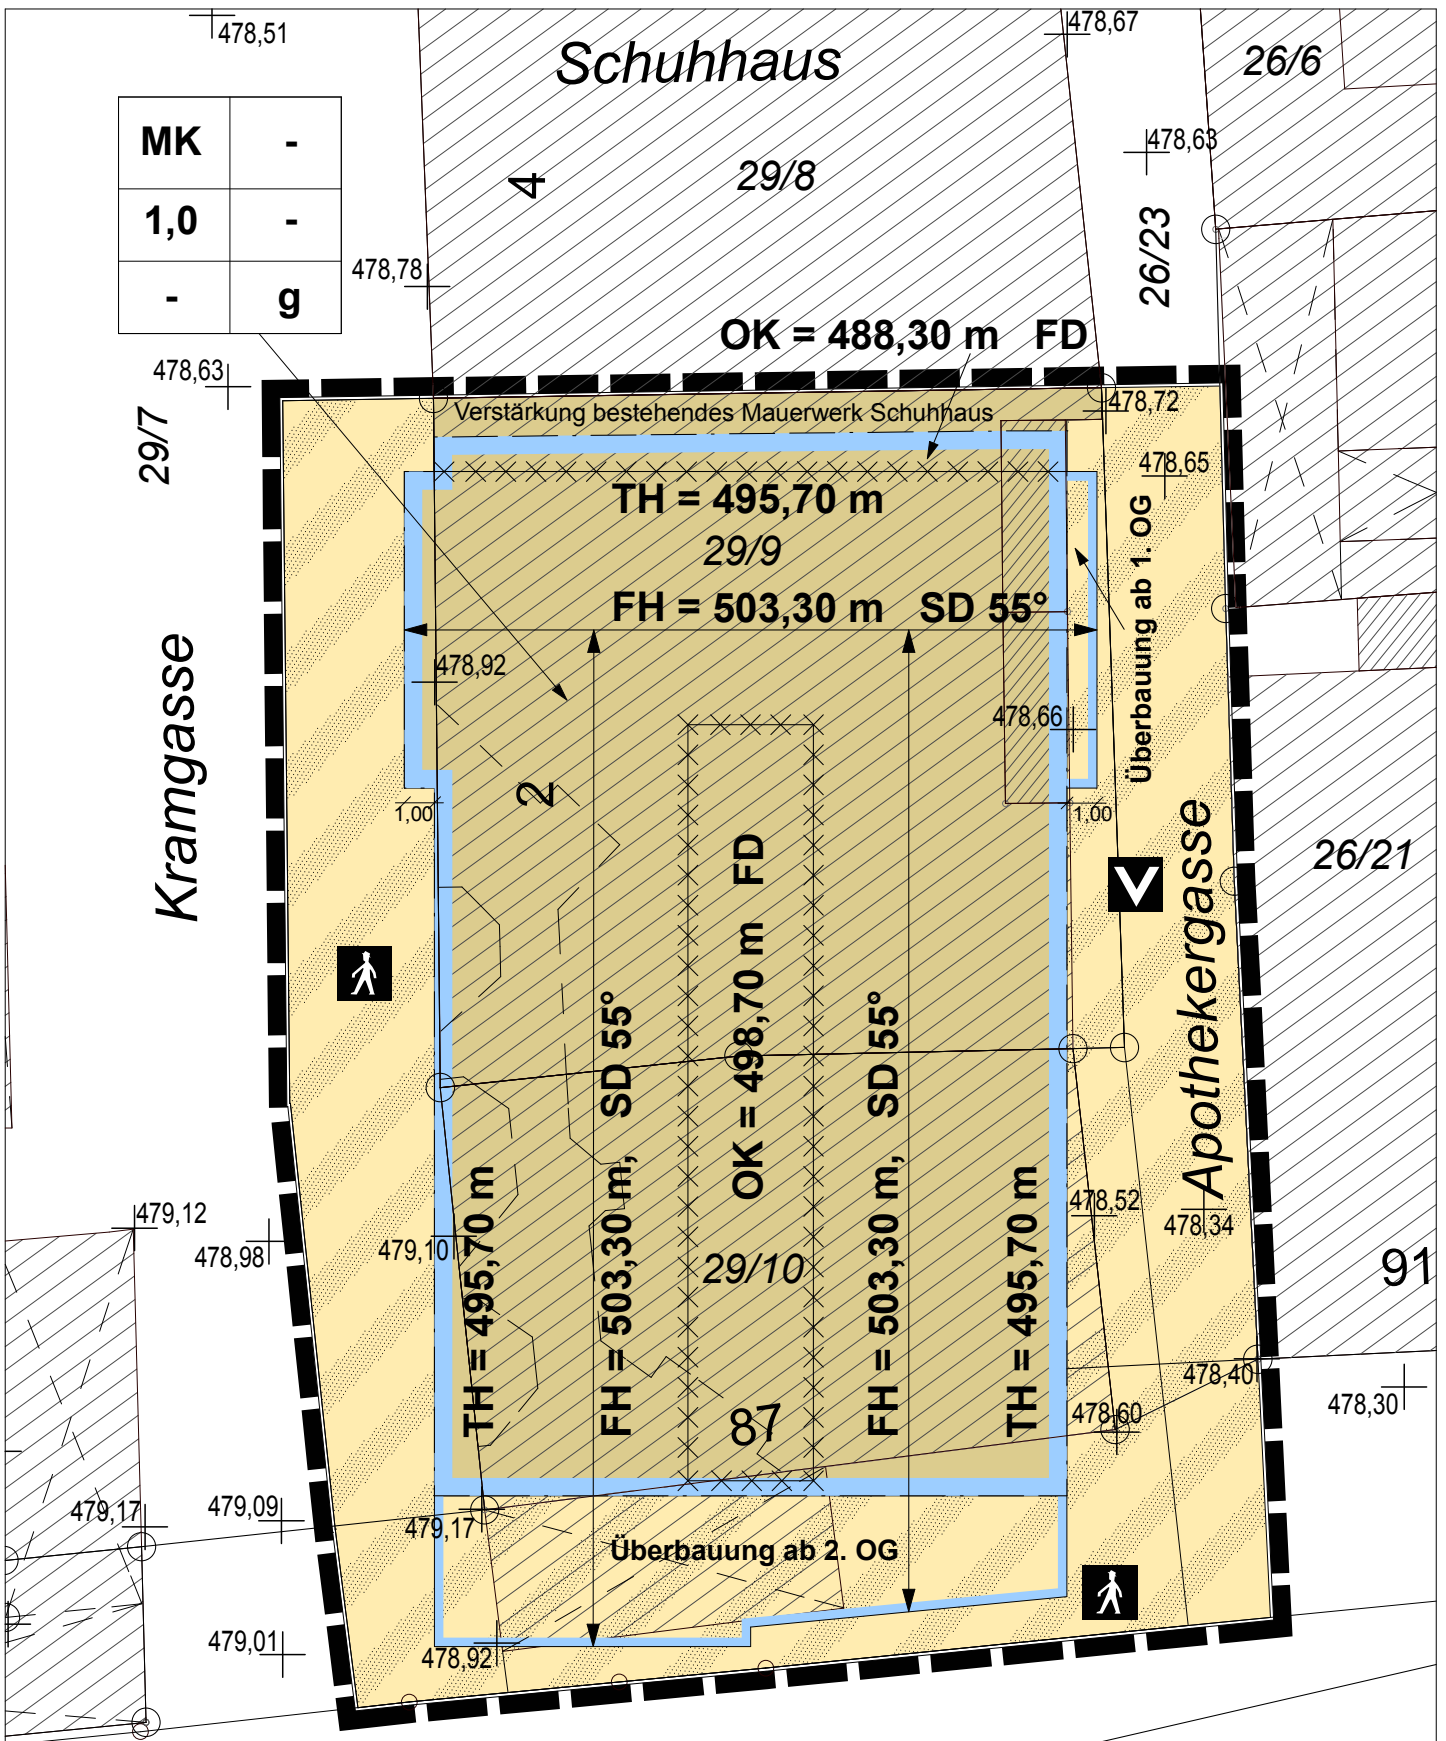 478,51
Schuhhaus
478,67
26/6
MK -
1,0 -
- g
4
29/8
478,63
26/23
478,78
OK = 488,30 m FD
478,63
29/7
Verstärkung bestehendes Mauerwerk Schuhhaus
478,72
478,65
TH = 495,70 m
29/9
FH = 503,30 m SD 55°
Überbauung ab 1. OG
478,92
478,66
Kramgasse
2
1,00
1,00
26/21
Apothekergasse
OK = 498,70 m FD
FH = 503,30 m, SD 55°
FH = 503,30 m, SD 55°
TH = 495,70 m
TH = 495,70 m
479,12
478,98
479,10
478,52
478,34
29/10
91
478,40
478,30
87
478,60
479,17
479,09
479,17
Überbauung ab 2. OG
479,01
478,92